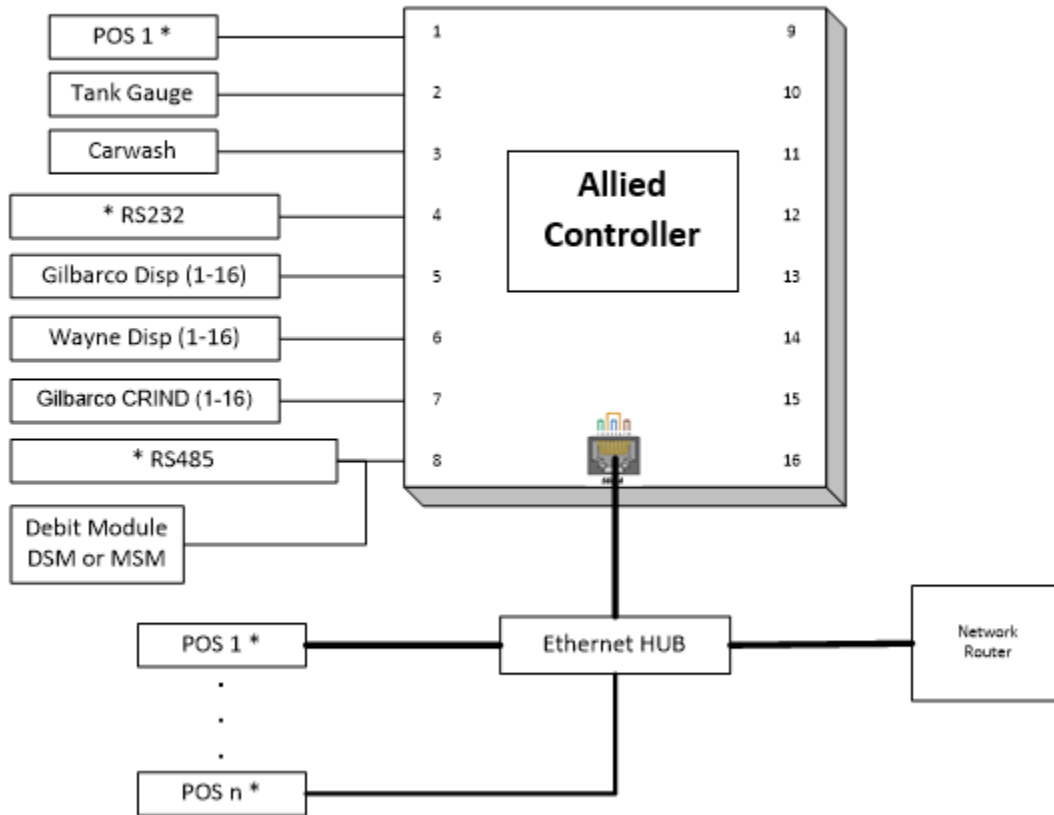 POS 1 *
1
9
Tank Gauge
2
10
Carwash
3
11
Allied
Controller
* RS232
4
12
Gilbarco Disp (1-16)
5
13
Wayne Disp (1-16)
6
14
Gilbarco CRIND (1-16)
7
15
* RS485
8
16
Debit Module
DSM or MSM
POS 1 *
Ethernet HUB
Network
Router
POS n *